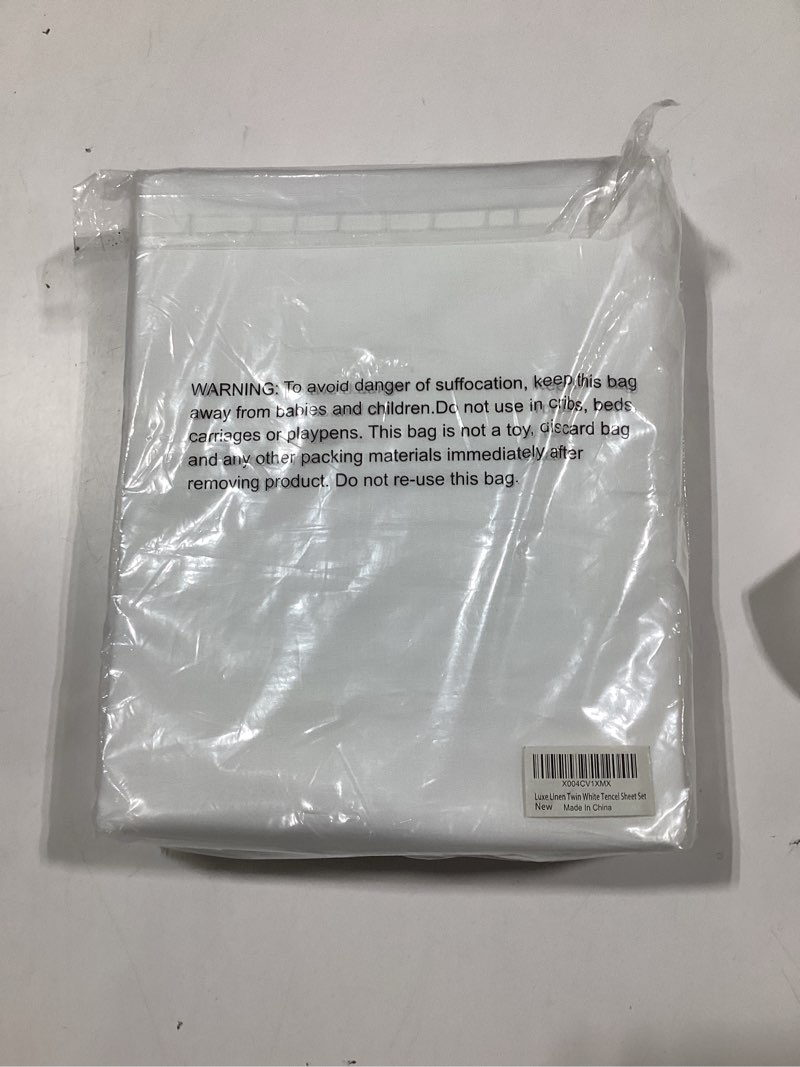 WARNING: To avoid danger of suffocation, keep this bag
away from babies and children.Do not use in cribs, beds,
carriages or playpens. This bag is not a toy, discard bag
and any other packing materials immediately after
removing product. Do not re-use this bag.
X004CV1XMX
Luxe Linen Twin White Tencel Sheet Set
New Made In China